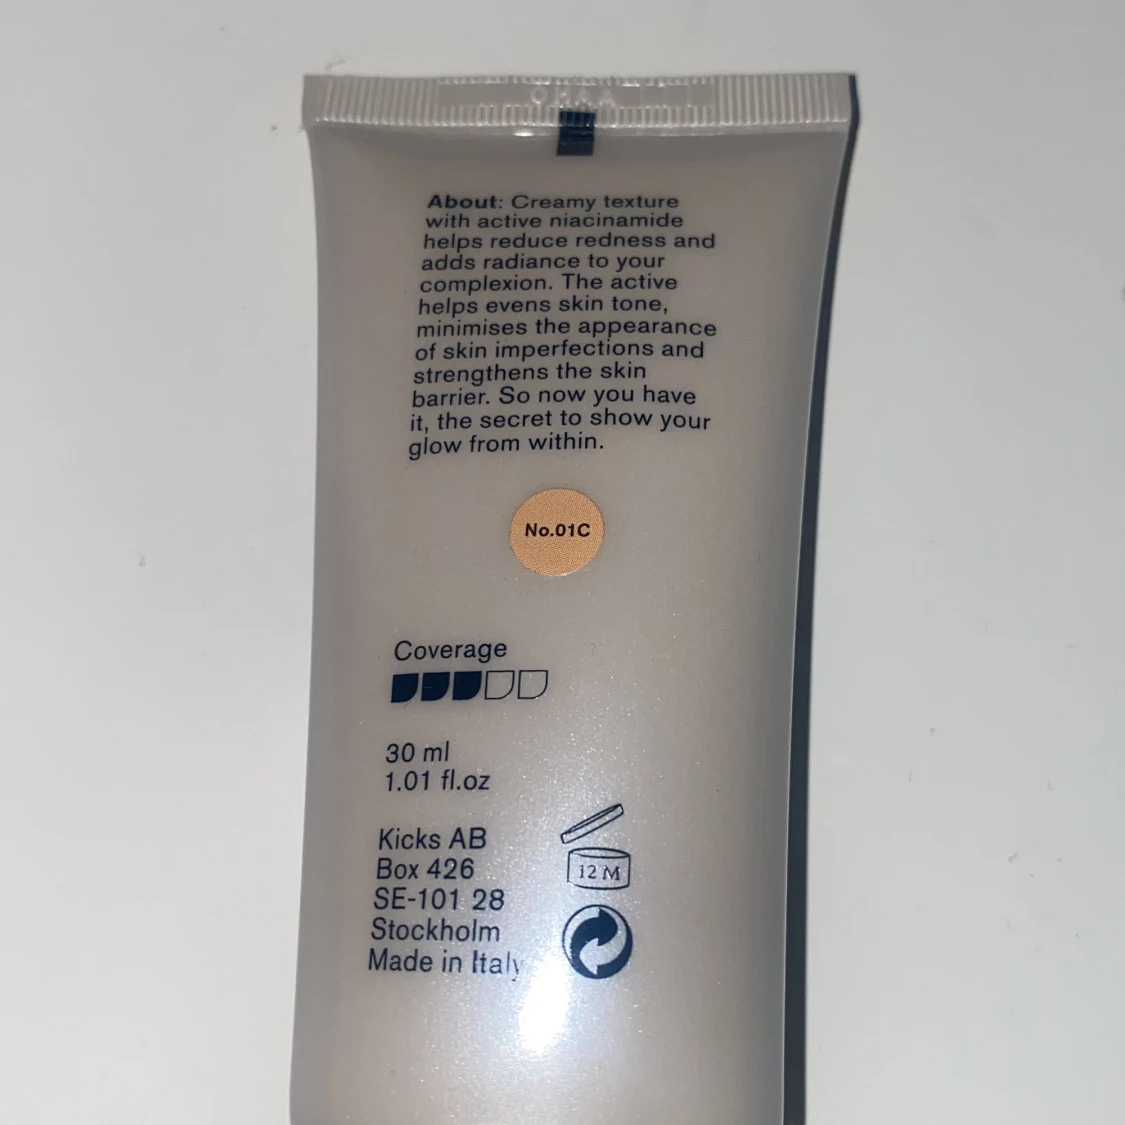 About: Creamy texture
with active niacinamide
helps reduce redness and
adds radiance to your
complexion. The active
helps evens skin tone,
minimises the appearance
of skin imperfections and
strengthens the skin
barrier. So now you have
it, the secret to show your
glow from within.
No.01C
Coverage
30 ml
1.01 fl.oz
Kicks AB
Box 426
SE-101 28
Stockholm
Made in Italy
12 M